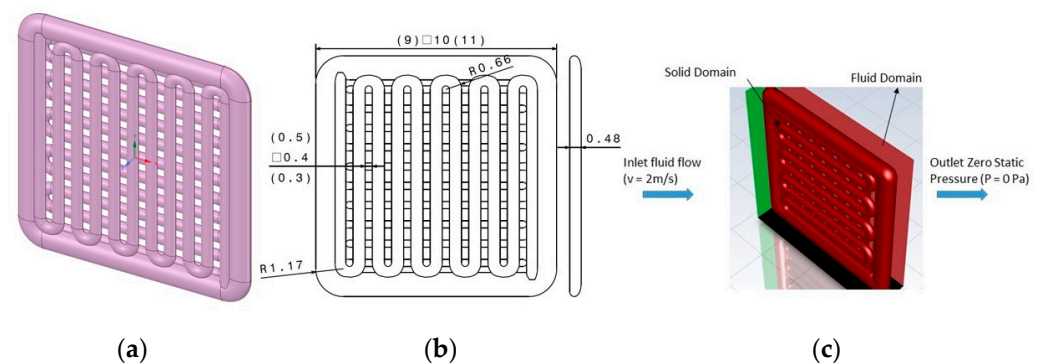 (9)□10(11)
R0.66
(0.5)
□0.4
(0.3)
0.48
R1.17
Solid Domain
Fluid Domain
Inlet fluid flow
(v = 2m/s)
Outlet Zero Static
Pressure (P = 0 Pa)
(a)
(b)
(c)